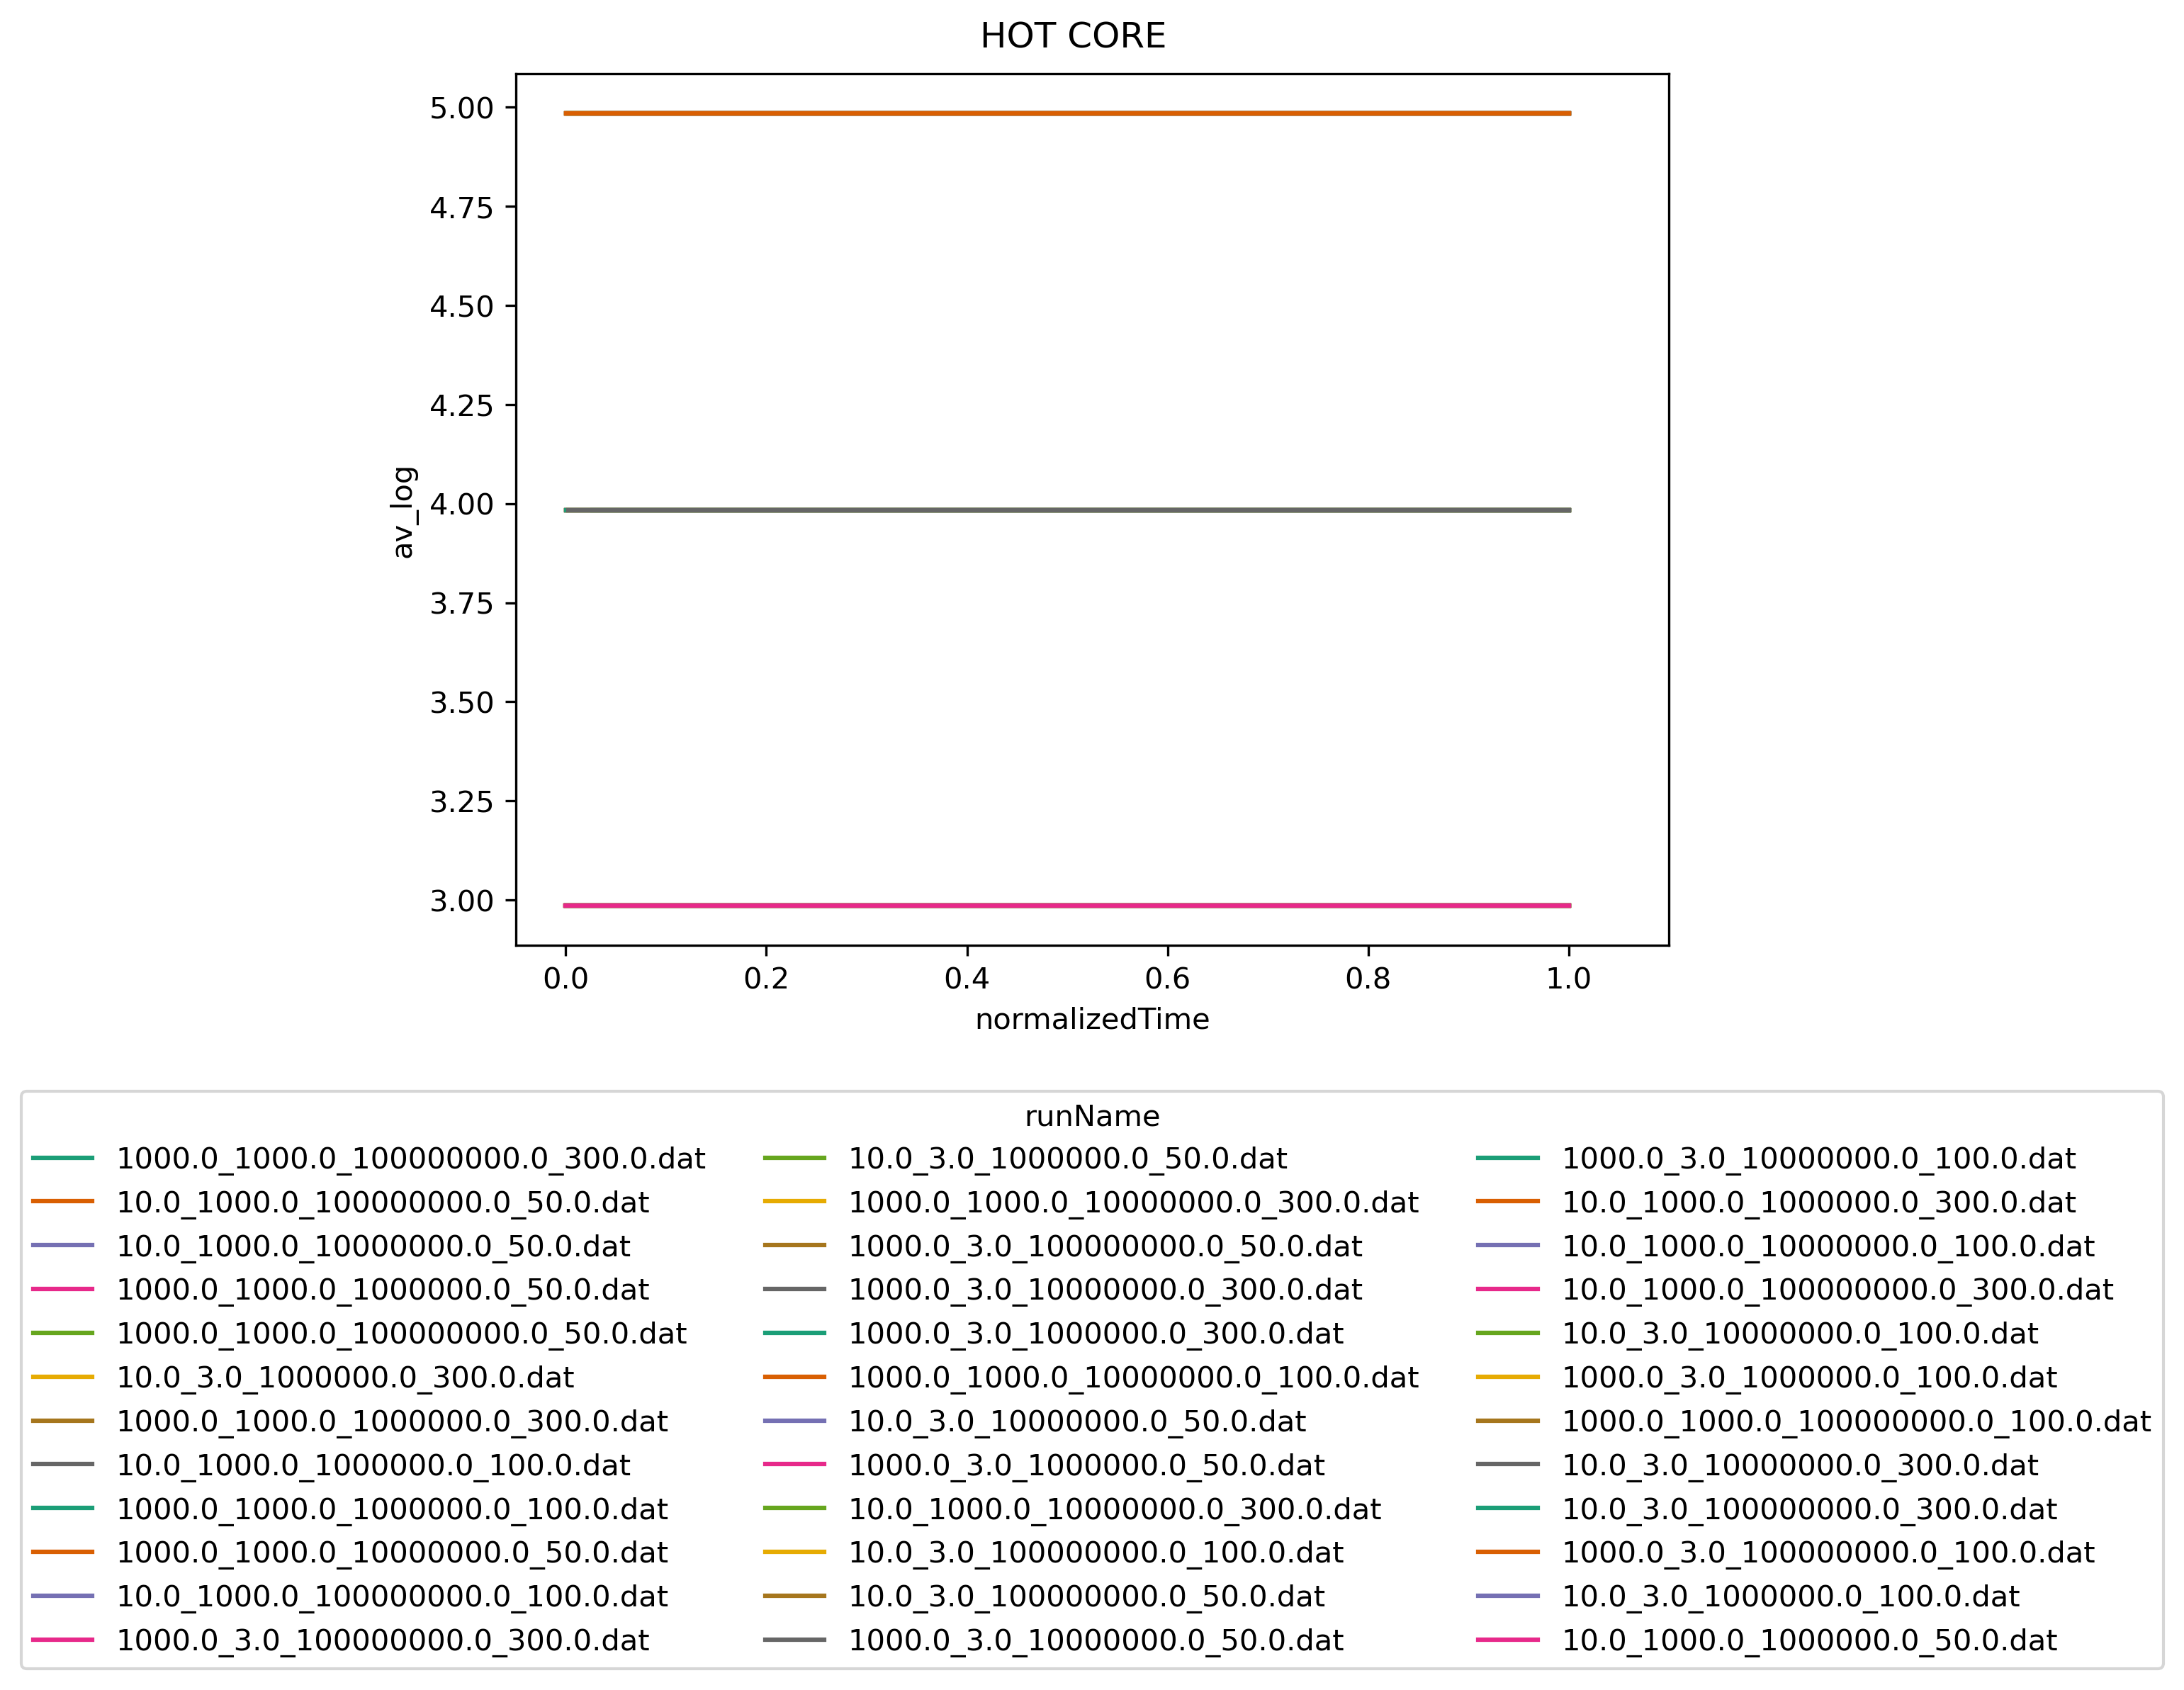 HOT CORE
5.00
4.75
4.50
4.25
4.00
3.75
3.50
3.25
3.00
av_log
0.0 0.2 0.4 0.6 0.8 1.0
normalizedTime
runName
1000.0_1000.0_100000000.0_300.0.dat
10.0_1000.0_100000000.0_50.0.dat
10.0_1000.0_10000000.0_50.0.dat
1000.0_1000.0_1000000.0_50.0.dat
1000.0_1000.0_100000000.0_50.0.dat
10.0_3.0_1000000.0_300.0.dat
1000.0_1000.0_1000000.0_300.0.dat
10.0_1000.0_1000000.0_100.0.dat
1000.0_1000.0_1000000.0_100.0.dat
1000.0_1000.0_10000000.0_50.0.dat
10.0_1000.0_100000000.0_100.0.dat
1000.0_3.0_100000000.0_300.0.dat
10.0_3.0_1000000.0_50.0.dat
1000.0_1000.0_10000000.0_300.0.dat
1000.0_3.0_100000000.0_50.0.dat
1000.0_3.0_10000000.0_300.0.dat
1000.0_3.0_1000000.0_300.0.dat
1000.0_1000.0_10000000.0_100.0.dat
10.0_3.0_10000000.0_50.0.dat
1000.0_3.0_1000000.0_50.0.dat
10.0_1000.0_10000000.0_300.0.dat
10.0_3.0_100000000.0_100.0.dat
10.0_3.0_100000000.0_50.0.dat
1000.0_3.0_10000000.0_50.0.dat
1000.0_3.0_10000000.0_100.0.dat
10.0_1000.0_1000000.0_300.0.dat
10.0_1000.0_10000000.0_100.0.dat
10.0_1000.0_100000000.0_300.0.dat
10.0_3.0_10000000.0_100.0.dat
1000.0_3.0_1000000.0_100.0.dat
1000.0_1000.0_100000000.0_100.0.dat
10.0_3.0_10000000.0_300.0.dat
10.0_3.0_100000000.0_300.0.dat
1000.0_3.0_100000000.0_100.0.dat
10.0_3.0_1000000.0_100.0.dat
10.0_1000.0_1000000.0_50.0.dat